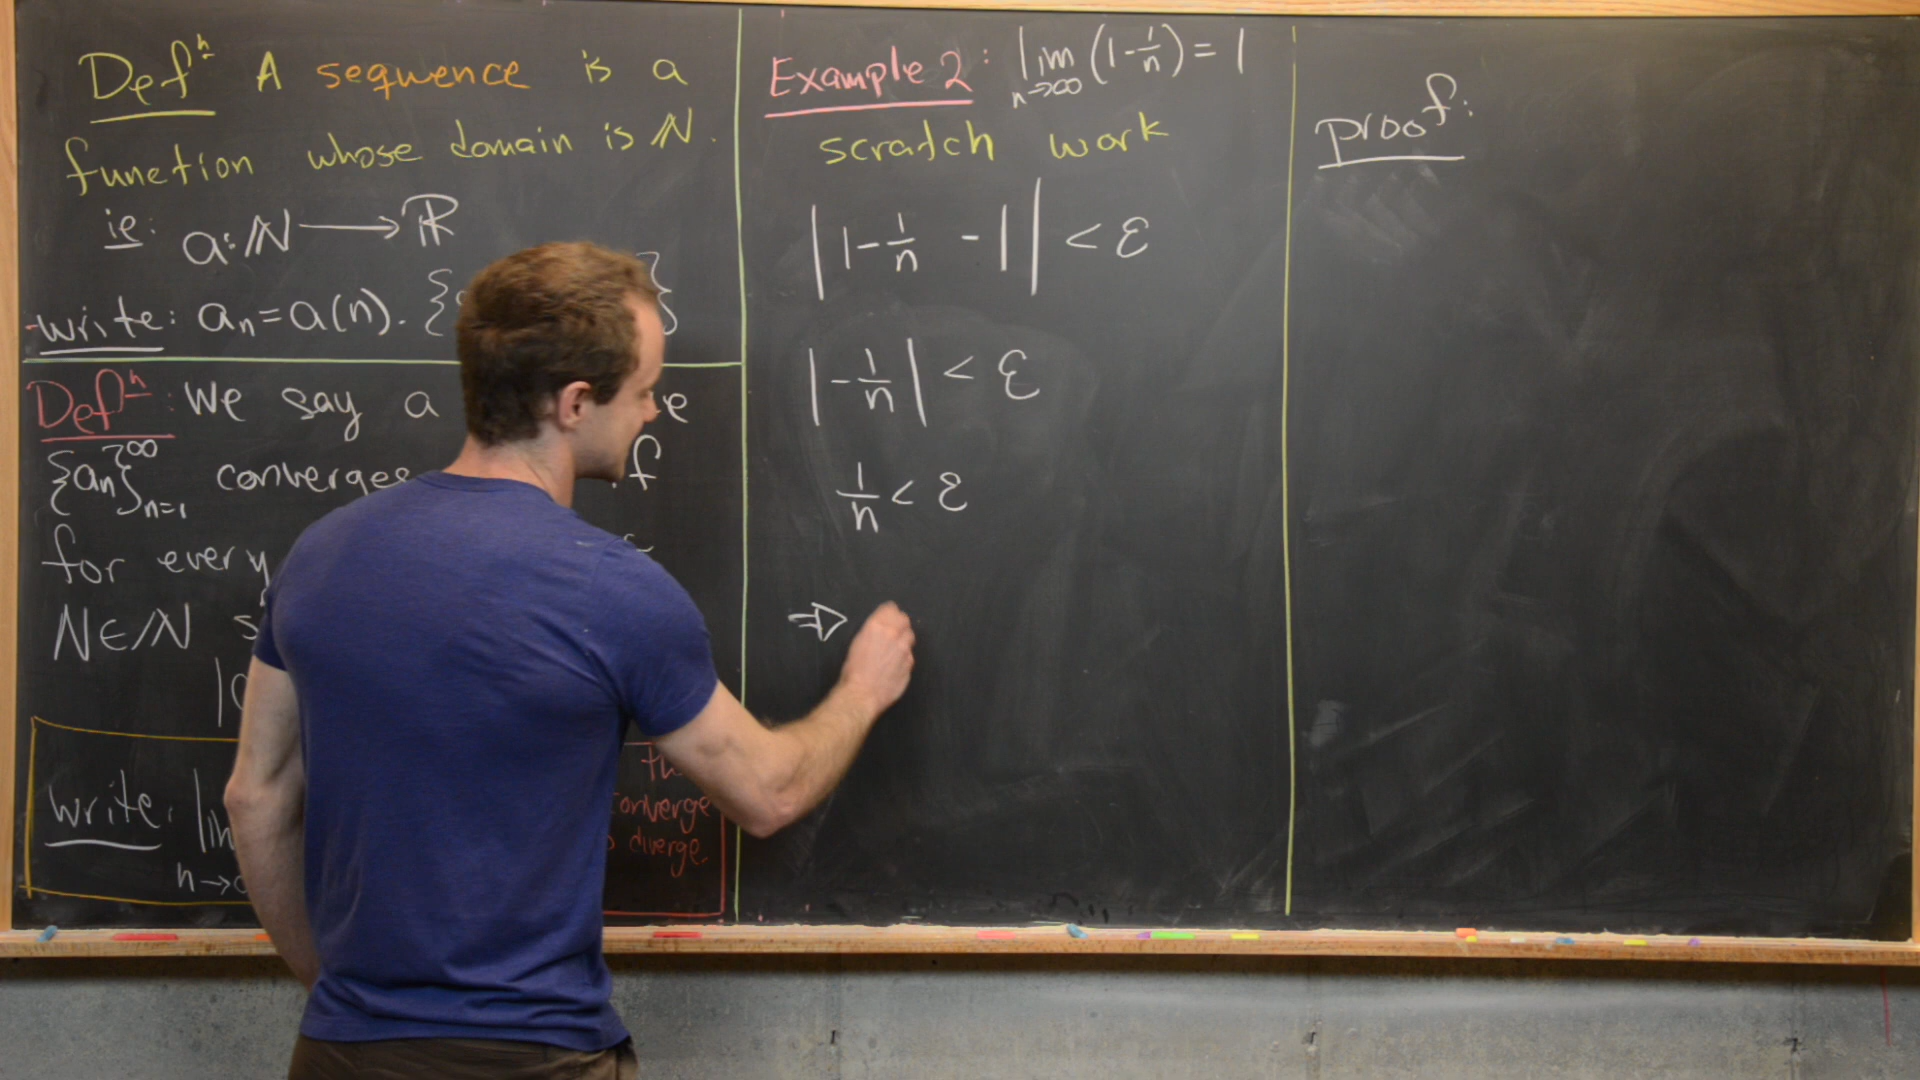 Defⁿ A sequence is a
function whose domain is ℕ.
ie: a: ℕ ⟶ ℝ
write: aₙ = a(n). {
Defⁿ: We say a
{aₙ}ₙ₌₁^∞ converges if
for every
N ∈ ℕ
write: lim
n→
converge
diverge.
Example 2: lim n→∞ (1 - 1/n) = 1
scratch work
|1 - 1/n - 1| < ε
|-1/n| < ε
1/n < ε
⇒
proof: